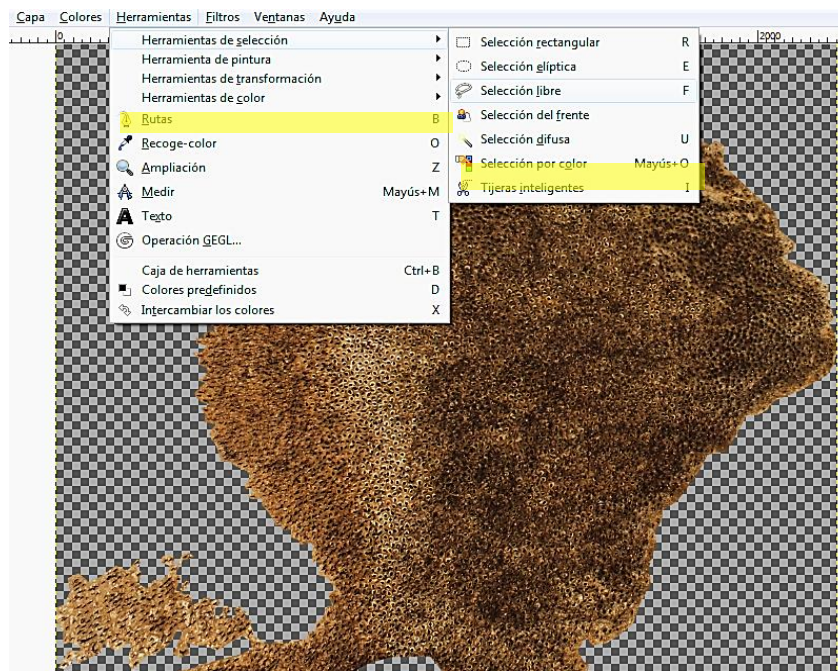 Capa Colores Herramientas Filtros Ventanas Ayuda
0 2000
Herramientas de selección
Herramienta de pintura
Herramientas de transformación
Herramientas de color
Rutas B
Recoge-color O
Ampliación Z
Medir Mayús+M
Texto T
Operación GEGL...
Caja de herramientas Ctrl+B
Colores predefinidos D
Intercambiar los colores X
Selección rectangular R
Selección elíptica E
Selección libre F
Selección del frente
Selección difusa U
Selección por color Mayús+O
Tijeras inteligentes I